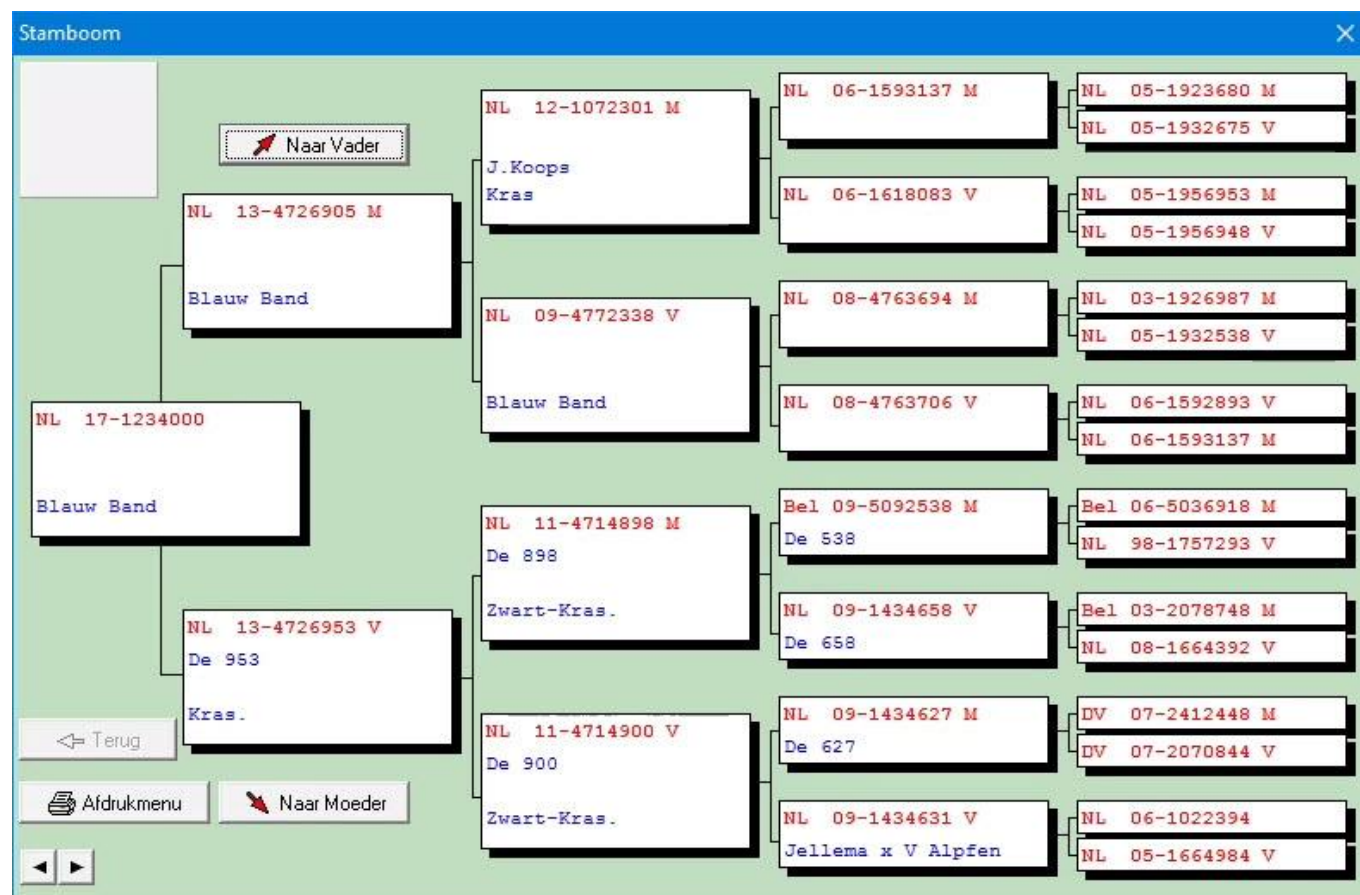 Stamboom
Naar Vader
NL 17-1234000
Blauw Band
NL 13-4726905 M
Blauw Band
NL 13-4726953 V
De 953
Kras.
NL 12-1072301 M
J.Koops
Kras
NL 09-4772338 V
Blauw Band
NL 11-4714898 M
De 898
Zwart-Kras.
NL 11-4714900 V
De 900
Zwart-Kras.
NL 06-1593137 M
NL 06-1618083 V
NL 08-4763694 M
NL 08-4763706 V
Bel 09-5092538 M
De 538
NL 09-1434658 V
De 658
NL 09-1434627 M
De 627
NL 09-1434631 V
Jellema x V Alpfen
NL 05-1923680 M
NL 05-1932675 V
NL 05-1956953 M
NL 05-1956948 V
NL 03-1926987 M
NL 05-1932538 V
NL 06-1592893 V
NL 06-1593137 M
Bel 06-5036918 M
NL 98-1757293 V
Bel 03-2078748 M
NL 08-1664392 V
DV 07-2412448 M
DV 07-2070844 V
NL 06-1022394
NL 05-1664984 V
Terug
Afdrukmenu
Naar Moeder